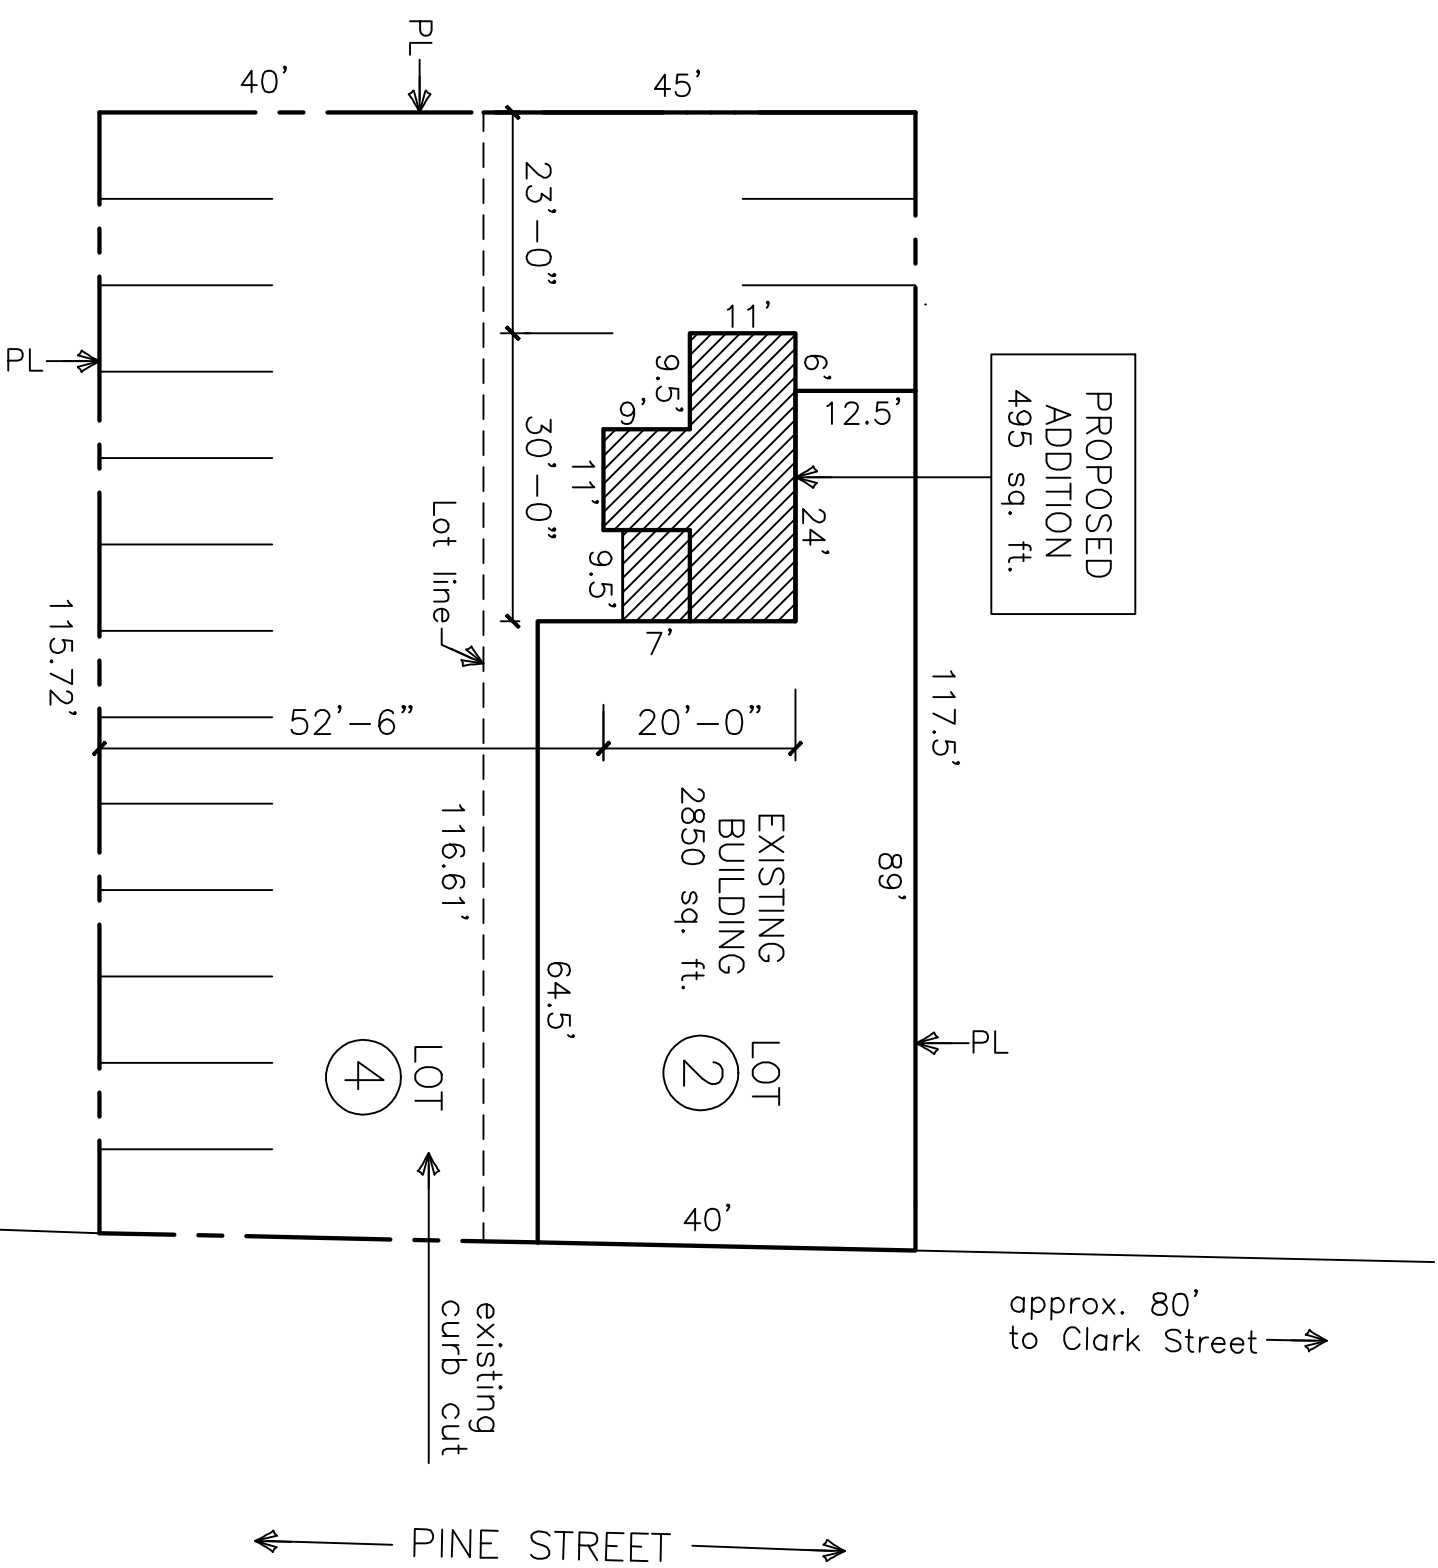 PL
40'
45'
23'-0"
11'
9.5'
6'
12.5'
PROPOSED
ADDITION
495 sq. ft.
9'
30'-0"
11'
24'
PL
Lot line
9.5'
7'
115.72'
117.5'
52'-6"
20'-0"
116.61'
EXISTING
BUILDING
2850 sq. ft.
89'
64.5'
LOT
4
LOT
2
PL
40'
approx. 80'
to Clark Street
existing
curb cut
PINE STREET